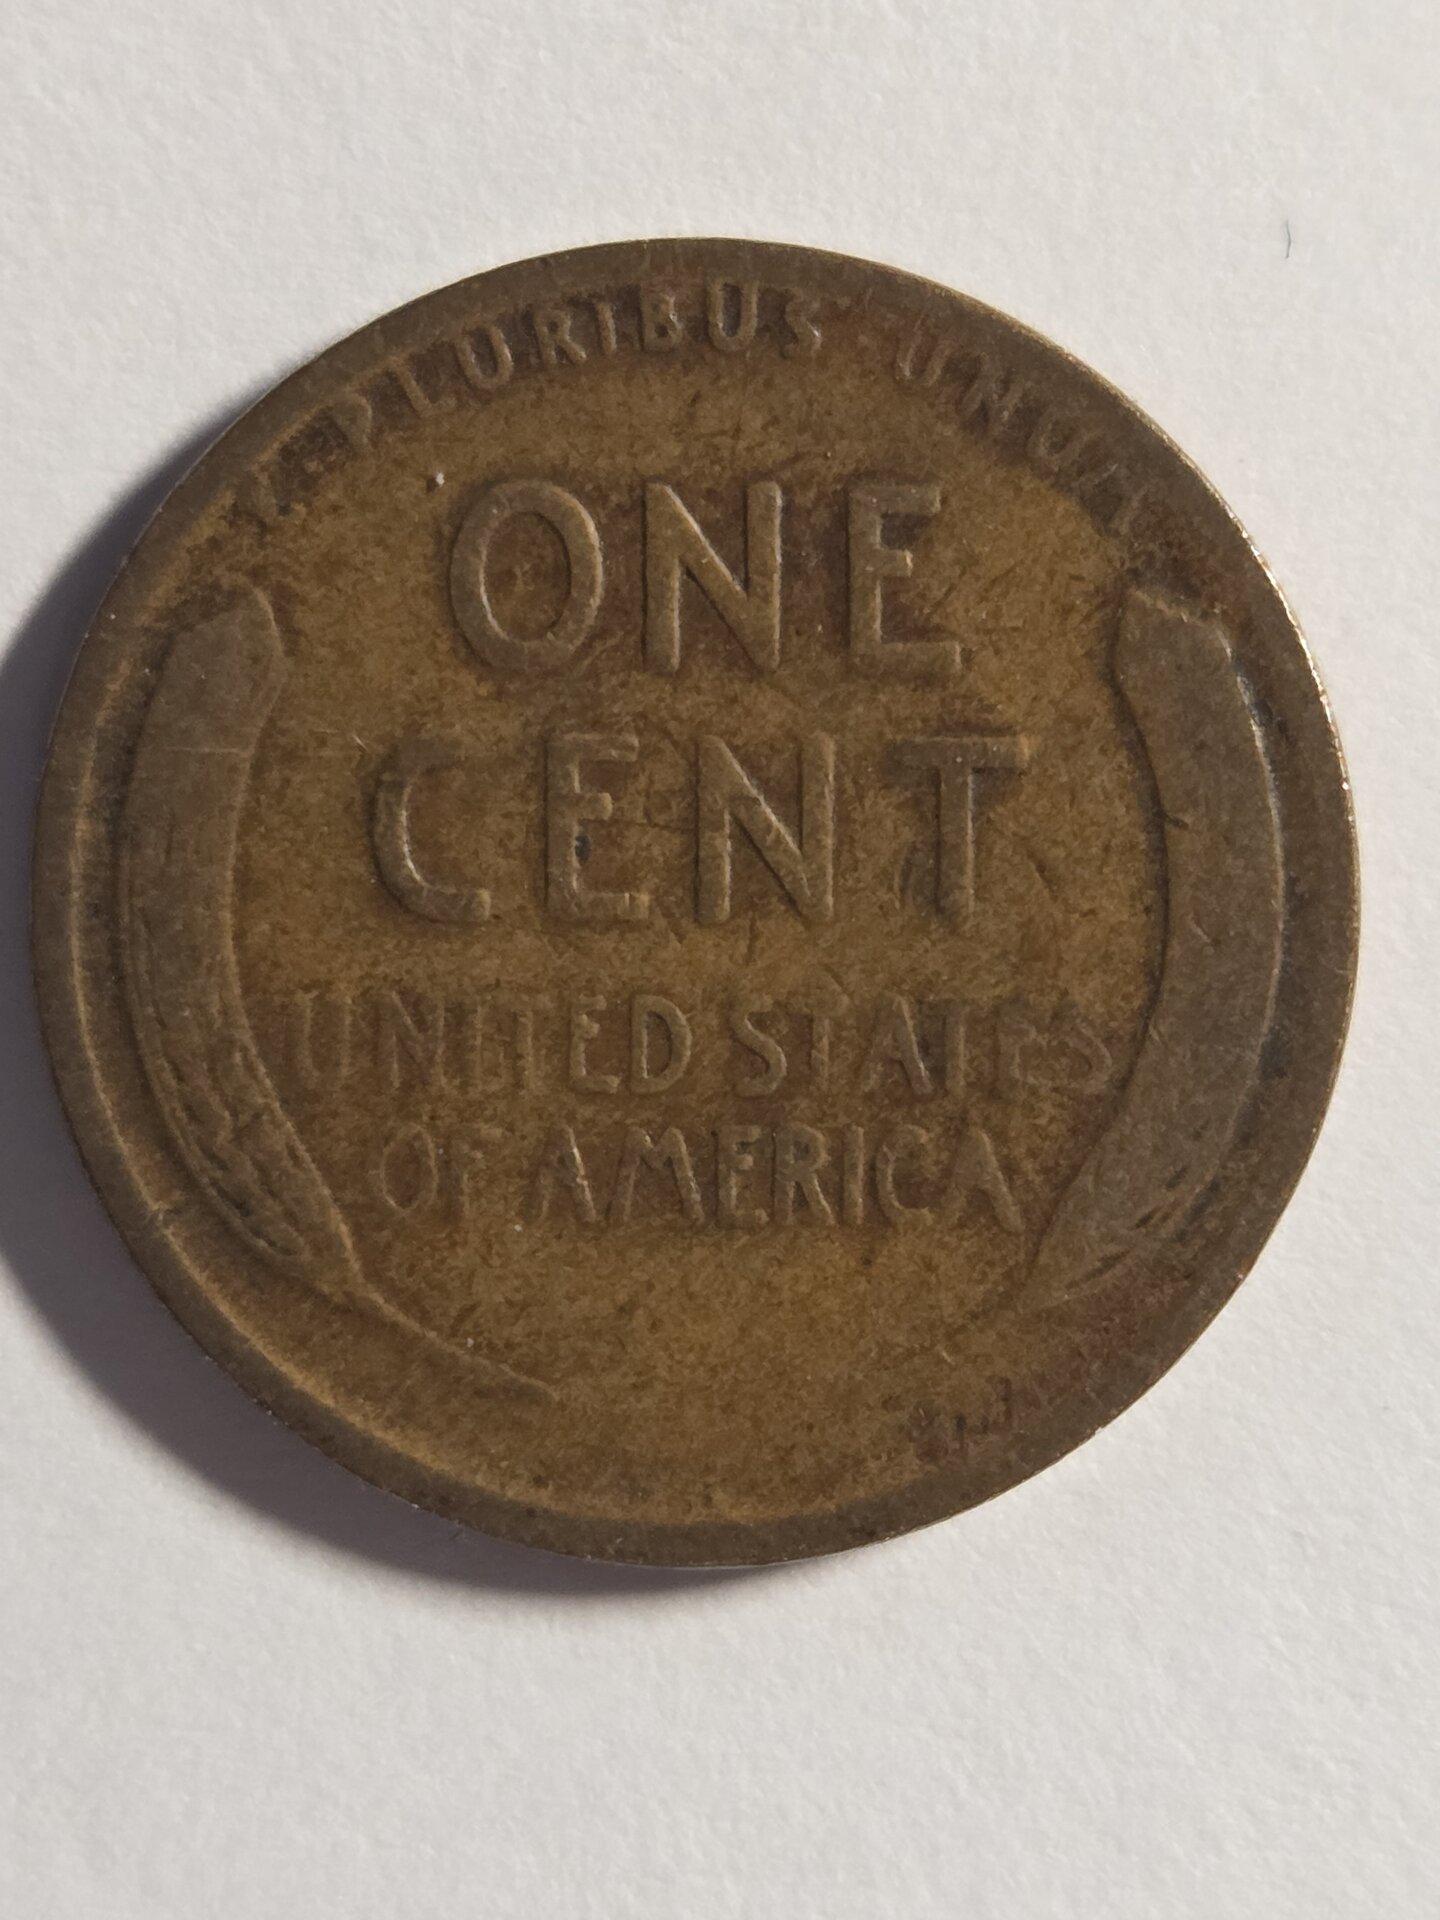 E PLURIBUS · UNUM
ONE
CENT
UNITED STATES
OF AMERICA